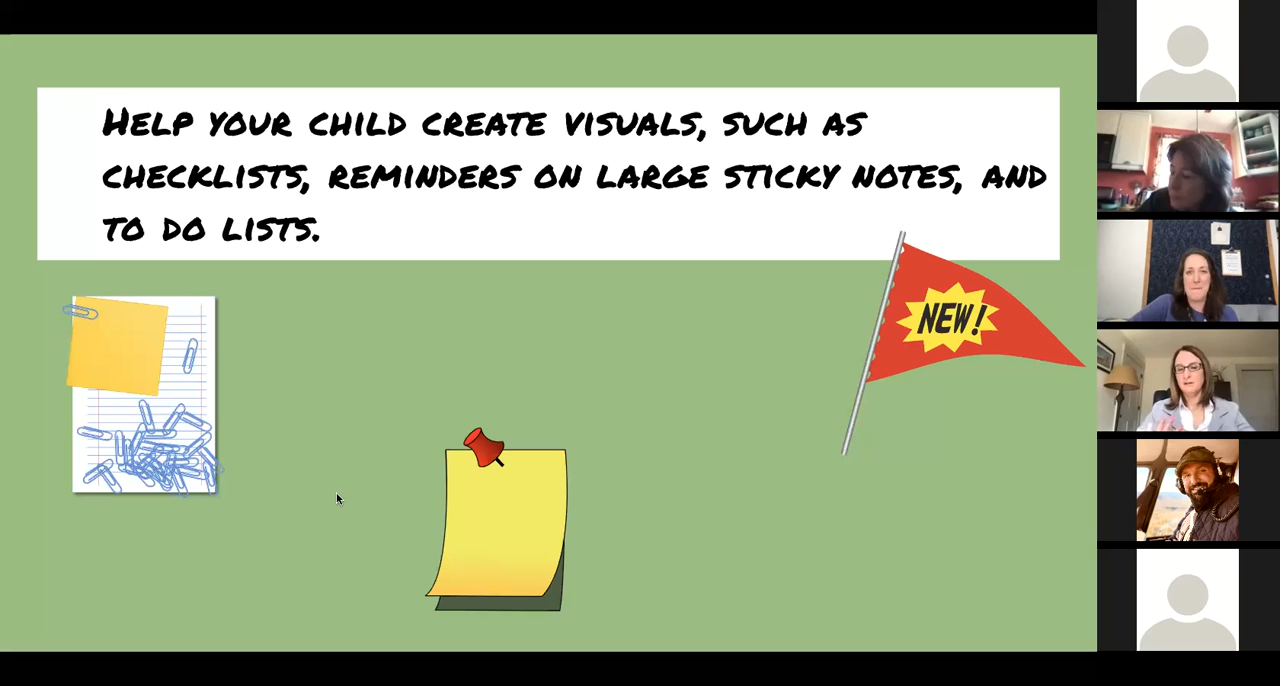 HELP YOUR CHILD CREATE VISUALS, SUCH AS
CHECKLISTS, REMINDERS ON LARGE STICKY NOTES, AND
TO DO LISTS.
NEW!